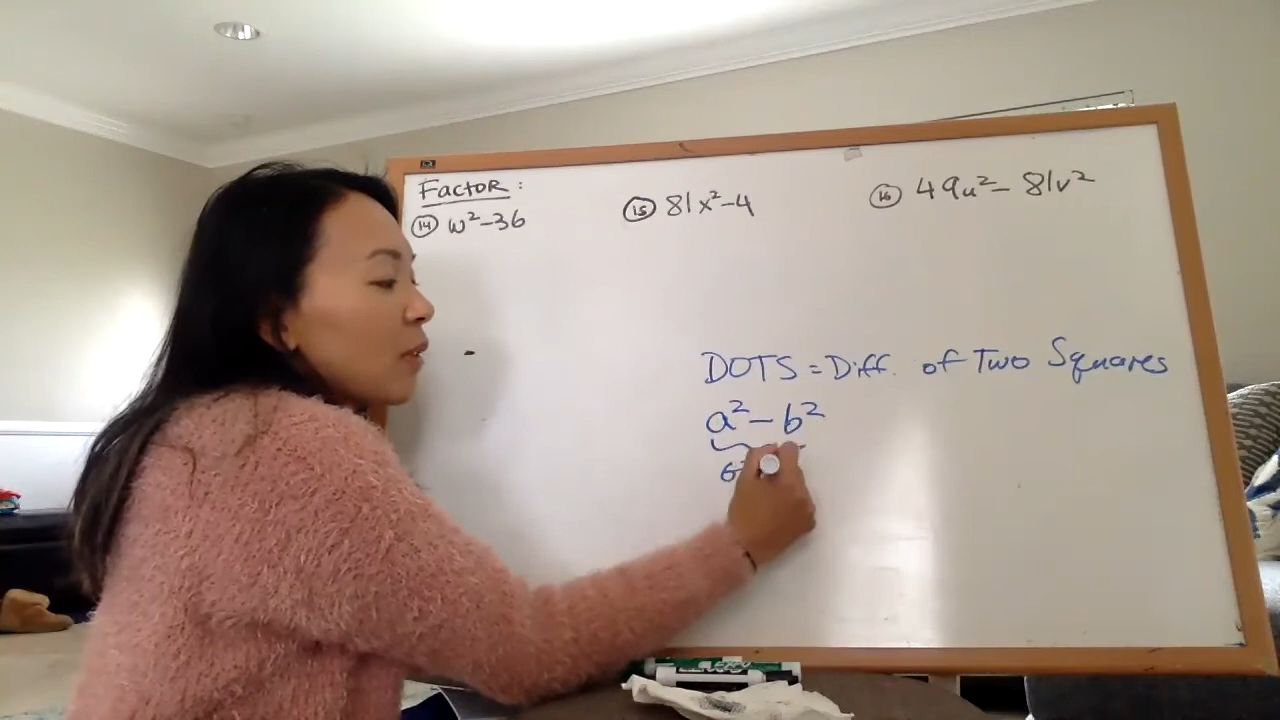 Factor:
(14) w²-36
(15) 81x²-4
(16) 49u²- 81v²
DOTS = Diff. of Two Squares
a² - b²